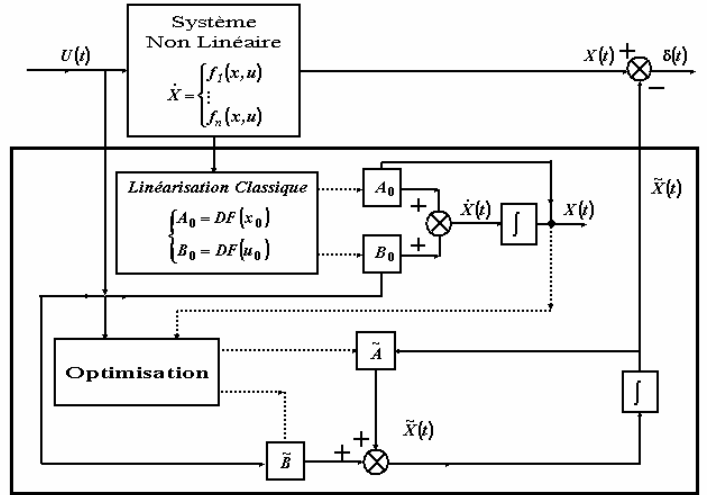 Système
Non Linéaire
Ẋ = { f1(x,u)
⋮
fn(x,u)
U(t)
X(t)
+
δ(t)
−
X̃(t)
Linéarisation Classique
{ A0 = DF(x0)
B0 = DF(u0)
A0
+
Ẋ(t)
∫
X(t)
B0
+
Optimisation
Ã
∫
X̃(t)
+
+
B̃